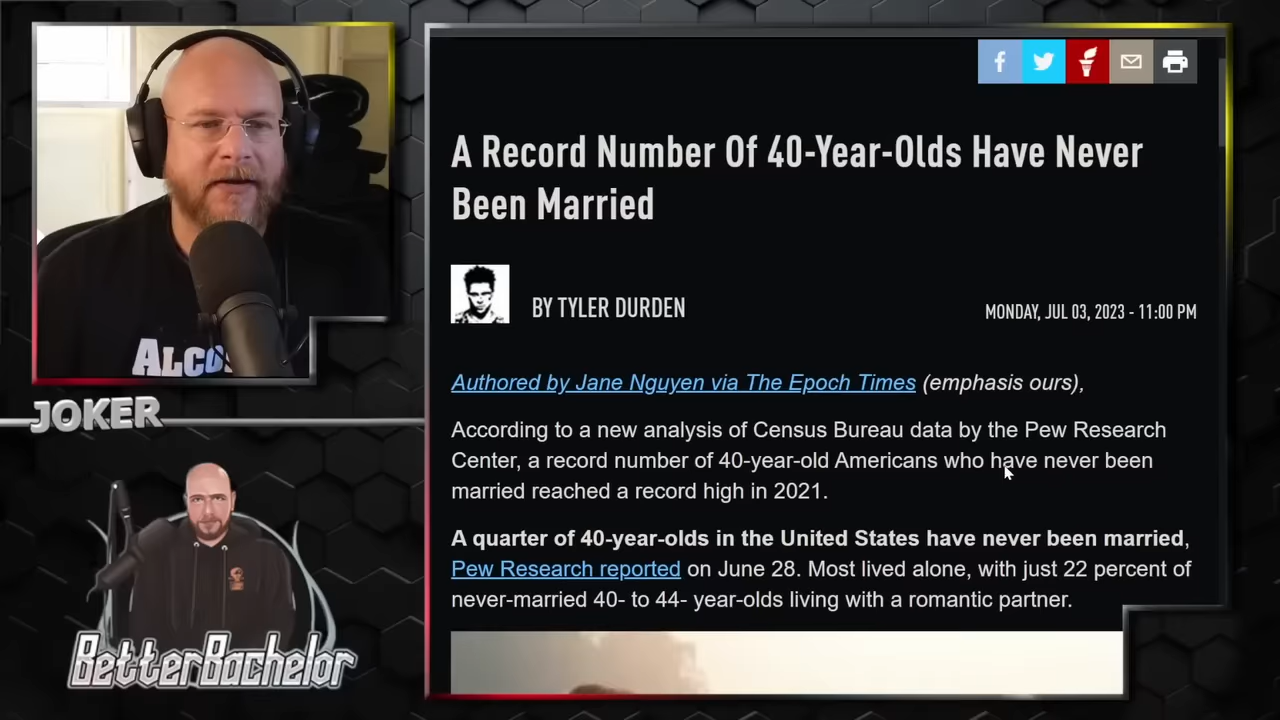 A Record Number Of 40-Year-Olds Have Never
Been Married
BY TYLER DURDEN
MONDAY, JUL 03, 2023 - 11:00 PM
Authored by Jane Nguyen via The Epoch Times (emphasis ours),
According to a new analysis of Census Bureau data by the Pew Research
Center, a record number of 40-year-old Americans who have never been
married reached a record high in 2021.
A quarter of 40-year-olds in the United States have never been married,
Pew Research reported on June 28. Most lived alone, with just 22 percent of
never-married 40- to 44- year-olds living with a romantic partner.
JOKER
BetterBachelor